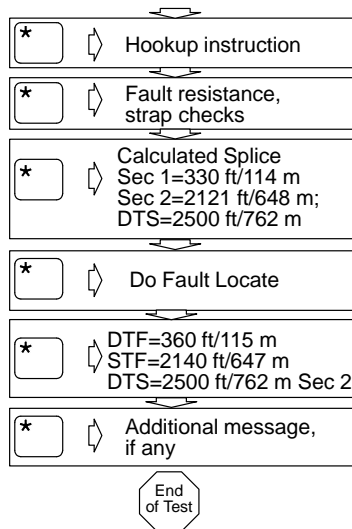 *
Hookup instruction
*
Fault resistance,
strap checks
*
Calculated Splice
Sec 1=330 ft/114 m
Sec 2=2121 ft/648 m;
DTS=2500 ft/762 m
*
Do Fault Locate
*
DTF=360 ft/115 m
STF=2140 ft/647 m
DTS=2500 ft/762 m Sec 2
*
Additional message,
if any
End
of Test